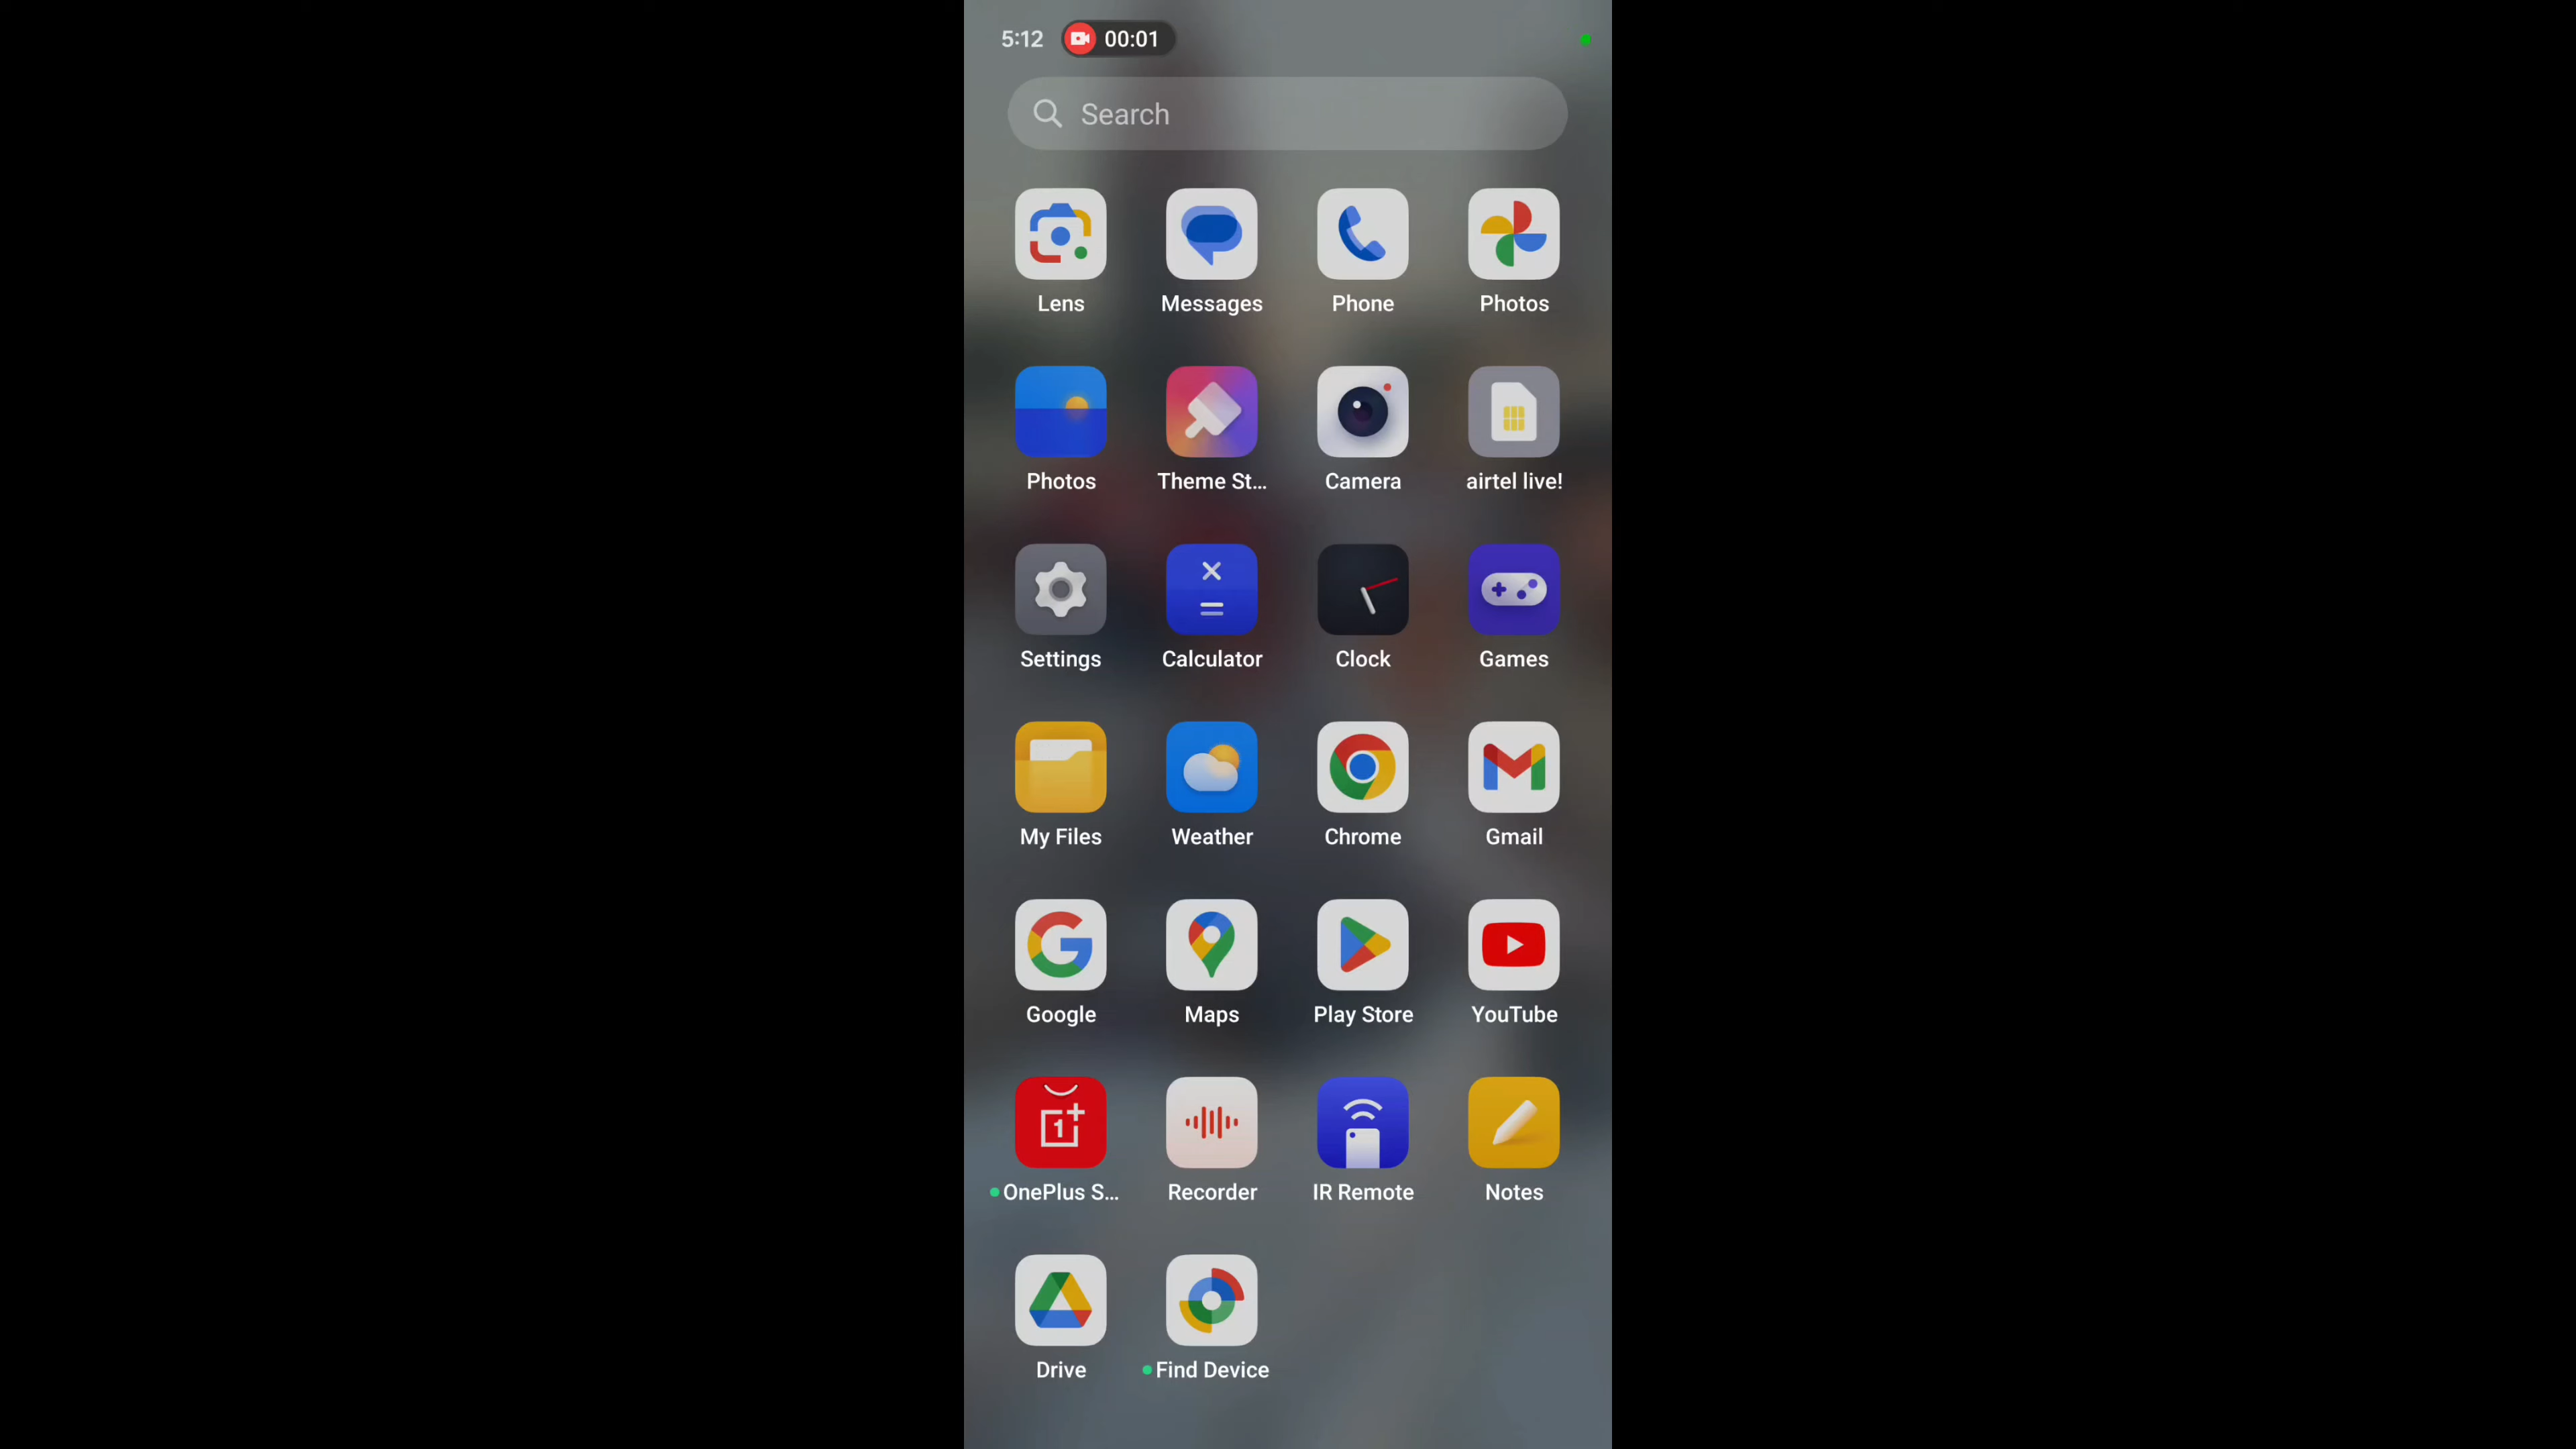 5:12 00:01
Search
Lens Messages Phone Photos
Photos Theme St... Camera airtel live!
Settings Calculator Clock Games
My Files Weather Chrome Gmail
Google Maps Play Store YouTube
OnePlus S... Recorder IR Remote Notes
Drive Find Device